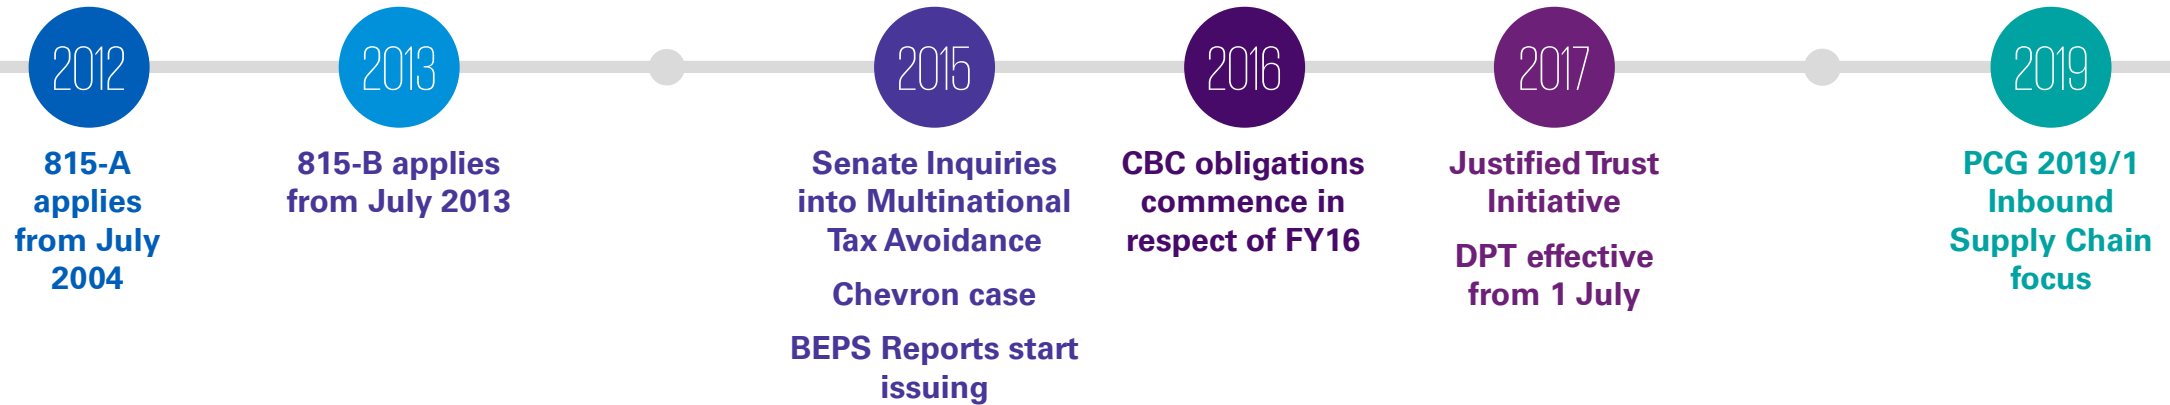 2012
815-A
applies
from July
2004
2013
815-B applies
from July 2013
2015
Senate Inquiries
into Multinational
Tax Avoidance
Chevron case
BEPS Reports start
issuing
2016
CBC obligations
commence in
respect of FY16
2017
Justified Trust
Initiative
DPT effective
from 1 July
2019
PCG 2019/1
Inbound
Supply Chain
focus